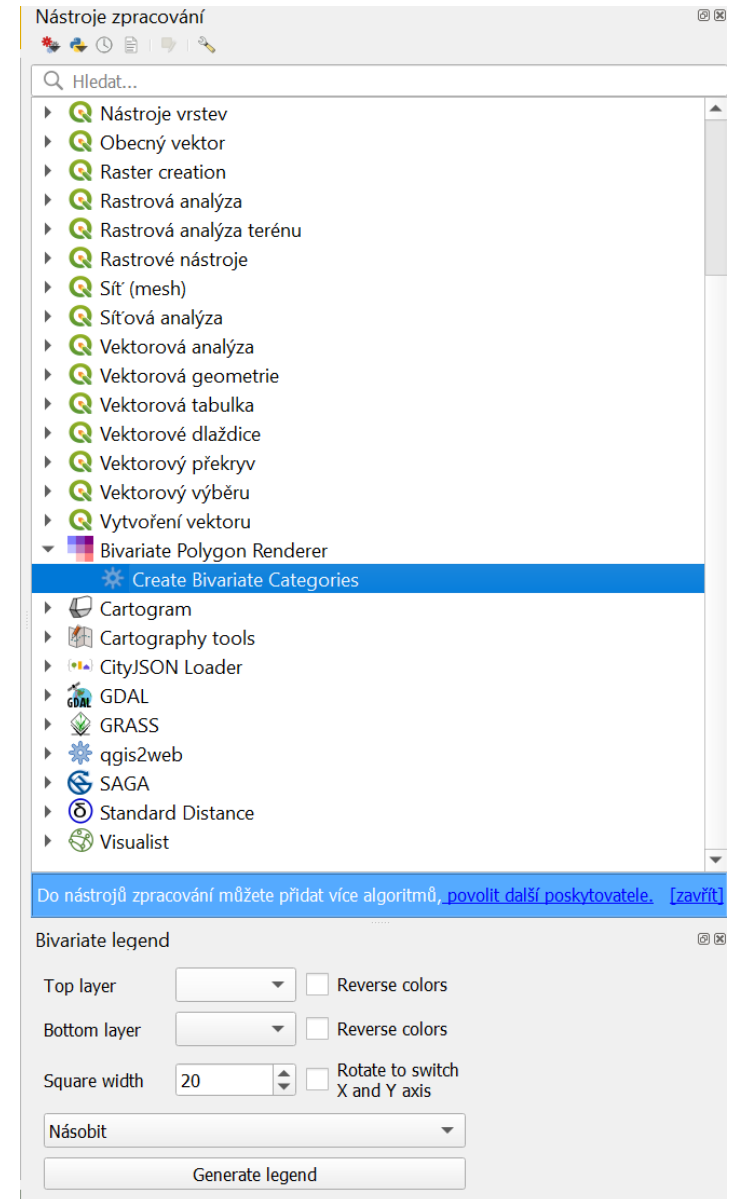 Nástroje zpracování
Hledat...
Nástroje vrstev
Obecný vektor
Raster creation
Rastrová analýza
Rastrová analýza terénu
Rastrové nástroje
Síť (mesh)
Síťová analýza
Vektorová analýza
Vektorová geometrie
Vektorová tabulka
Vektorové dlaždice
Vektorový překryv
Vektorový výběru
Vytvoření vektoru
Bivariate Polygon Renderer
Create Bivariate Categories
Cartogram
Cartography tools
CityJSON Loader
GDAL GDAL
GRASS
qgis2web
SAGA
δ Standard Distance
Visualist
Do nástrojů zpracování můžete přidat více algoritmů, povolit další poskytovatele. [zavřít]
Bivariate legend
Top layer Reverse colors
Bottom layer Reverse colors
Square width 20 Rotate to switch
X and Y axis
Násobit
Generate legend